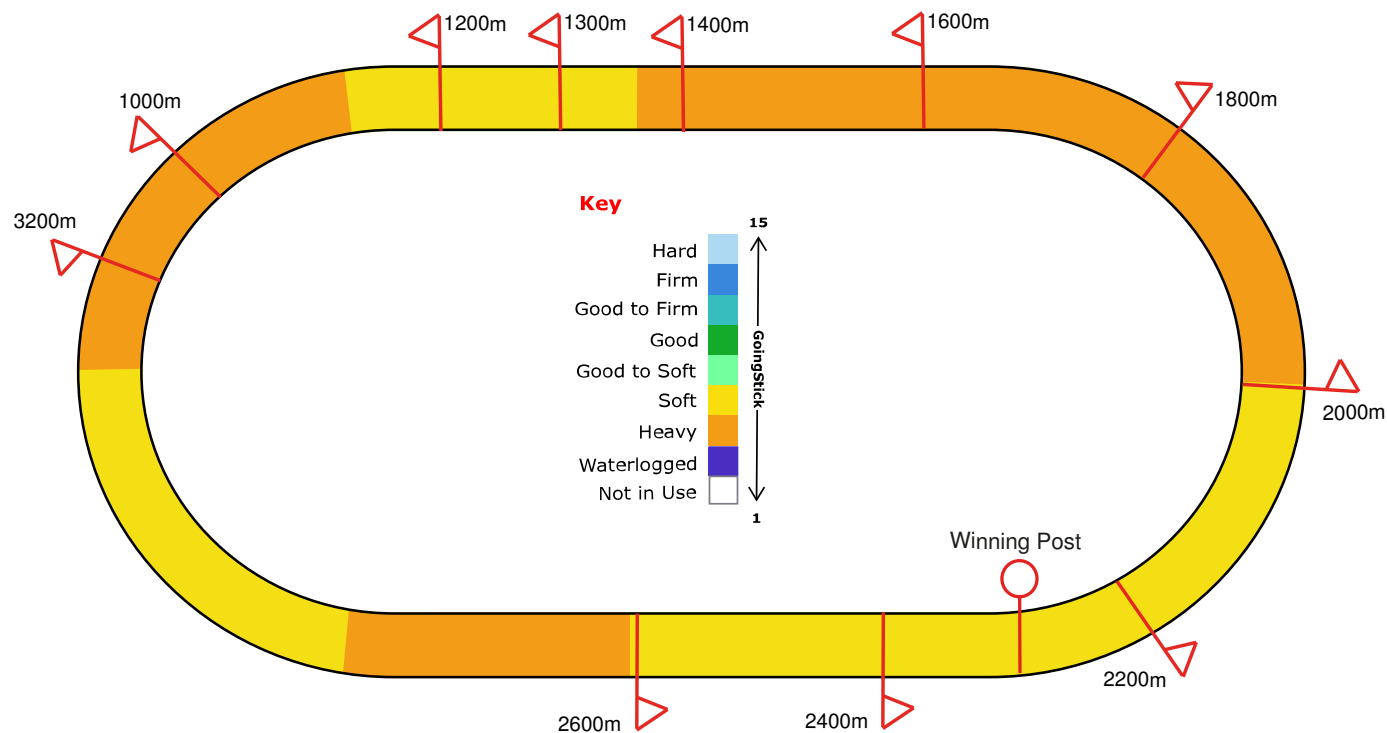 1200m
1300m
1400m
1600m
1000m
1800m
3200m
Key
15
Hard
Firm
Good to Firm
Good
Good to Soft
Soft
Heavy
Waterlogged
Not in Use
GoingStick
1
2000m
Winning Post
2200m
2600m
2400m